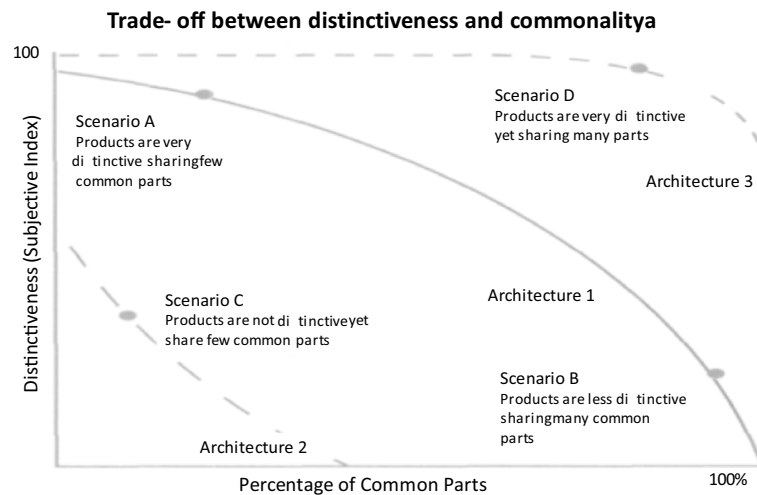 Trade- off between distinctiveness and commonalitya
100
Scenario A
Products are very
di tinctive sharingfew
common parts
Scenario D
Products are very di tinctive
yet sharing many parts
Architecture 3
Distinctiveness (Subjective Index)
Scenario C
Products are not di tinctiveyet
share few common parts
Architecture 1
Scenario B
Products are less di tinctive
sharingmany common
parts
Architecture 2
Percentage of Common Parts
100%